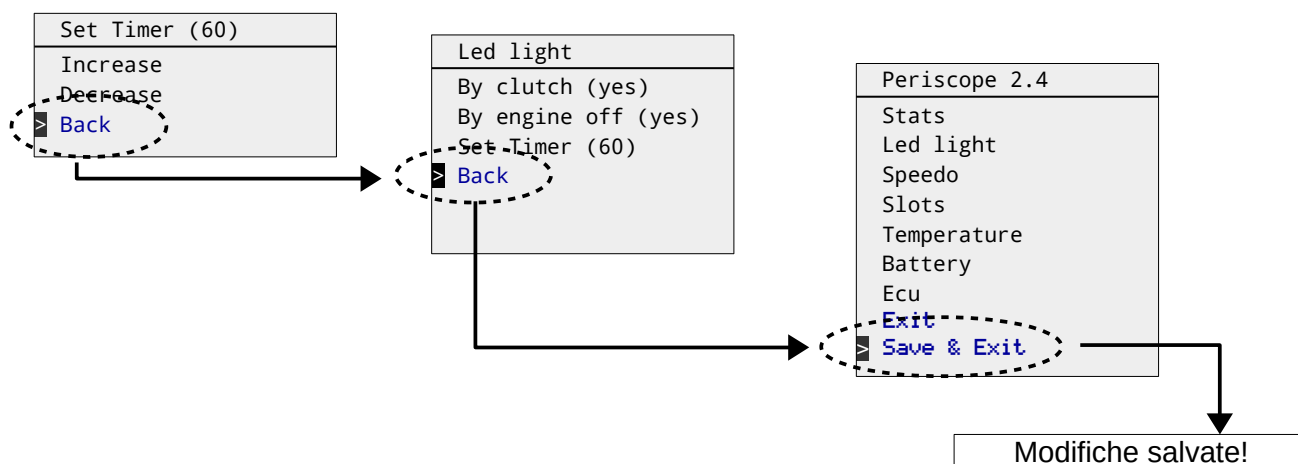 Set Timer (60)
Increase
Decrease
> Back
Led light
By clutch (yes)
By engine off (yes)
Set Timer (60)
> Back
Periscope 2.4
Stats
Led light
Speedo
Slots
Temperature
Battery
Ecu
Exit
> Save & Exit
Modifiche salvate!